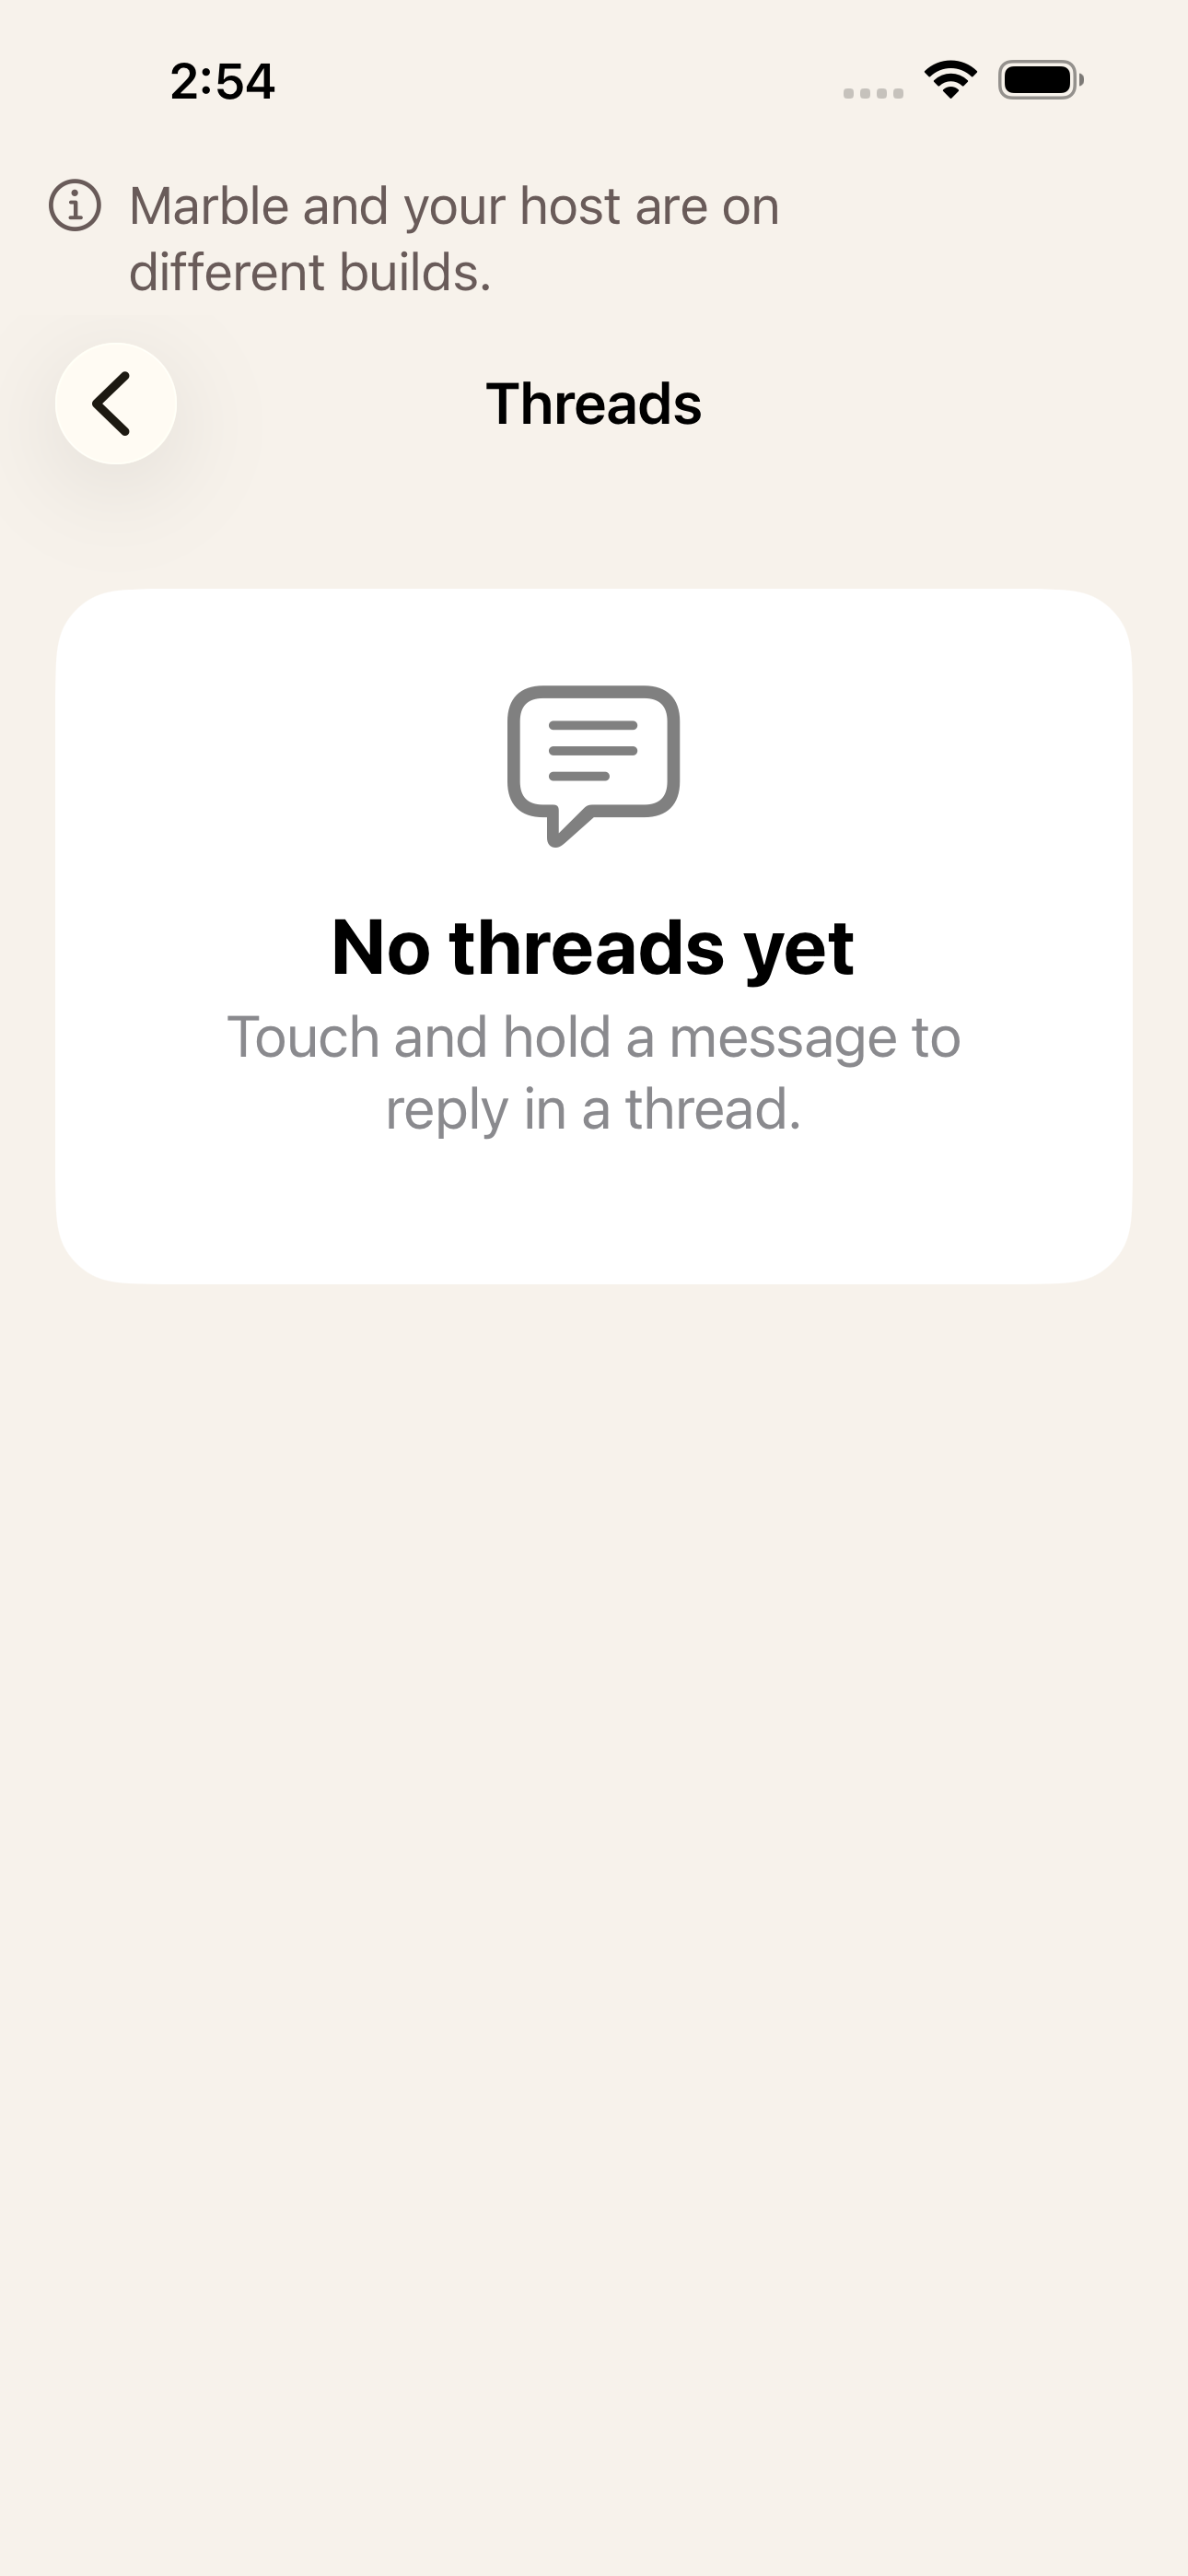 2:54
Marble and your host are on
different builds.
Threads
No threads yet
Touch and hold a message to
reply in a thread.